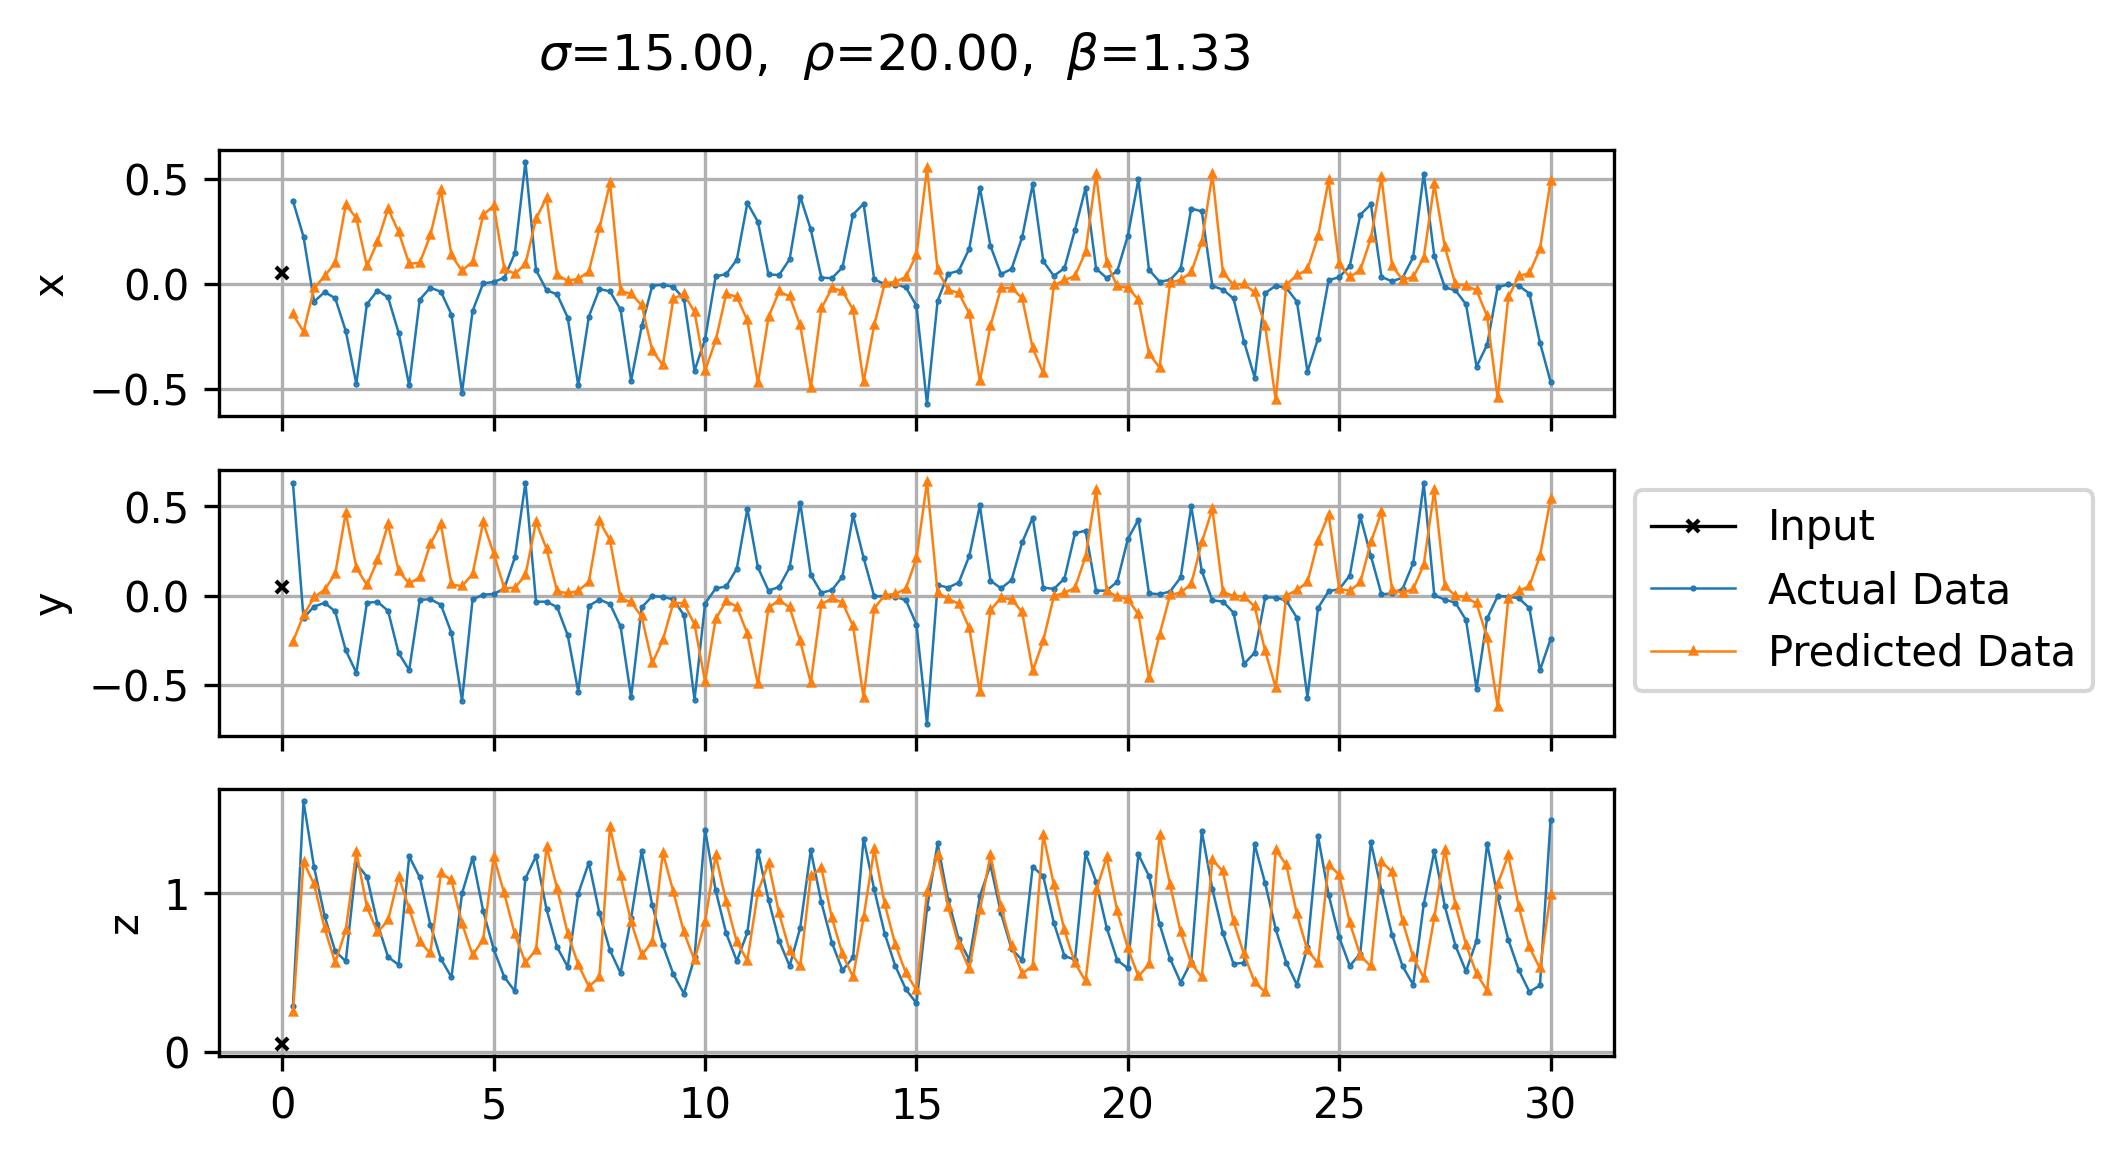 σ=15.00, ρ=20.00, β=1.33
x
0.5
0.0
−0.5
y
0.5
0.0
−0.5
Input
Actual Data
Predicted Data
z
1
0
0 5 10 15 20 25 30